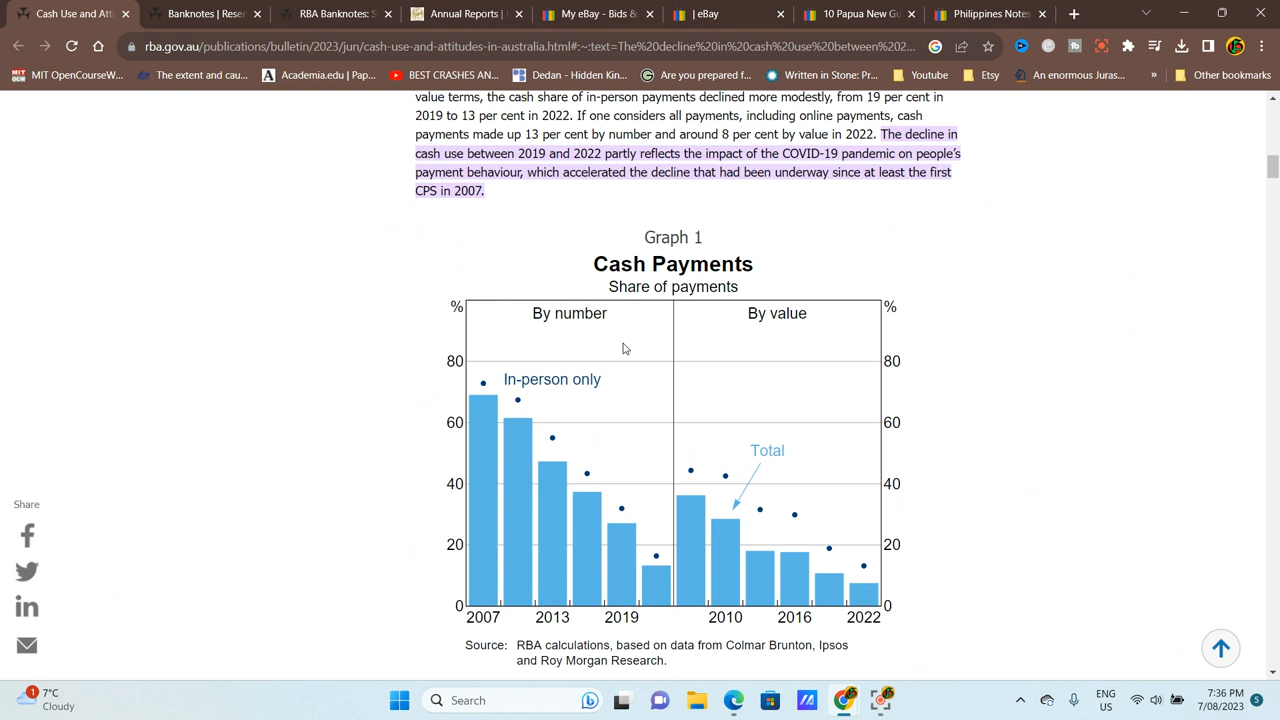 Cash Use and Atti
Banknotes | Reser
RBA Banknotes: S
Annual Reports | 
My eBay - Bids &
| eBay
10 Papua New Gu
Philippines Notes
rba.gov.au/publications/bulletin/2023/jun/cash-use-and-attitudes-in-australia.html#:~:text=The%20decline%20in%20cash%20use%20between%202...
MIT OpenCourseW...
The extent and cau...
Academia.edu | Pap...
BEST CRASHES AN...
Dedan - Hidden Kin...
Are you prepared f...
Written in Stone: Pr...
Youtube
Etsy
An enormous Juras...
»
Other bookmarks
value terms, the cash share of in-person payments declined more modestly, from 19 per cent in
2019 to 13 per cent in 2022. If one considers all payments, including online payments, cash
payments made up 13 per cent by number and around 8 per cent by value in 2022. The decline in
cash use between 2019 and 2022 partly reflects the impact of the COVID-19 pandemic on people's
payment behaviour, which accelerated the decline that had been underway since at least the first
CPS in 2007.
Graph 1
Cash Payments
Share of payments
% By number By value %
80 80
In-person only
60 60
Total
40 40
20 20
0 0
2007 2013 2019 2010 2016 2022
Source: RBA calculations, based on data from Colmar Brunton, Ipsos
and Roy Morgan Research.
Share
1
7°C
Cloudy
Search
ENG
US
7:36 PM
7/08/2023
5